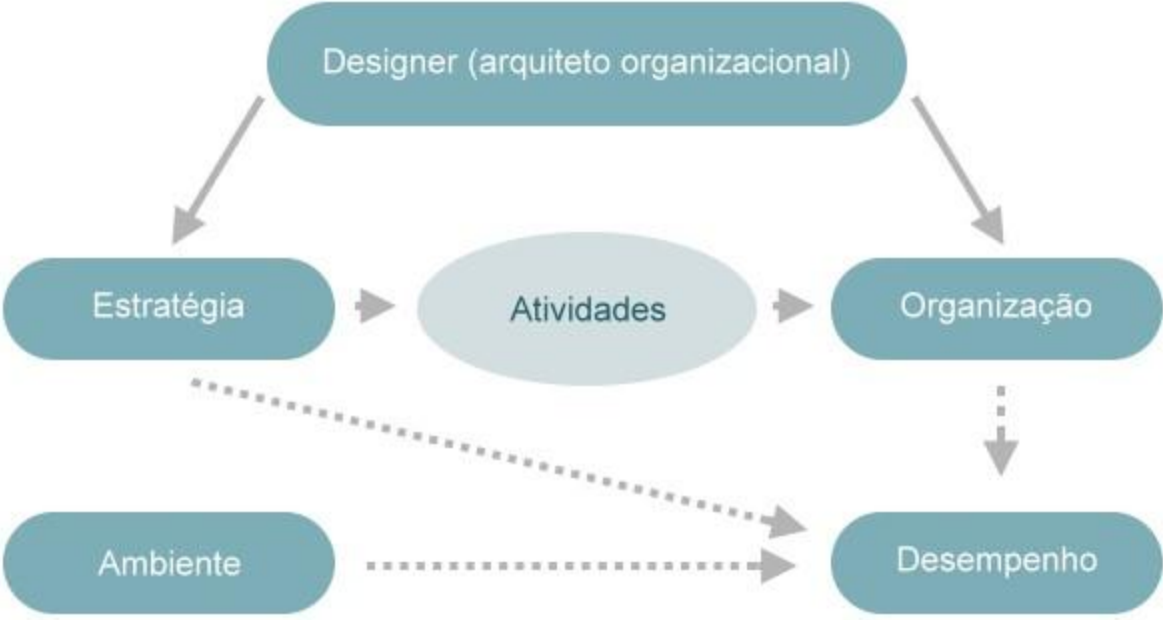 Designer (arquiteto organizacional)
Estratégia
Atividades
Organização
Ambiente
Desempenho